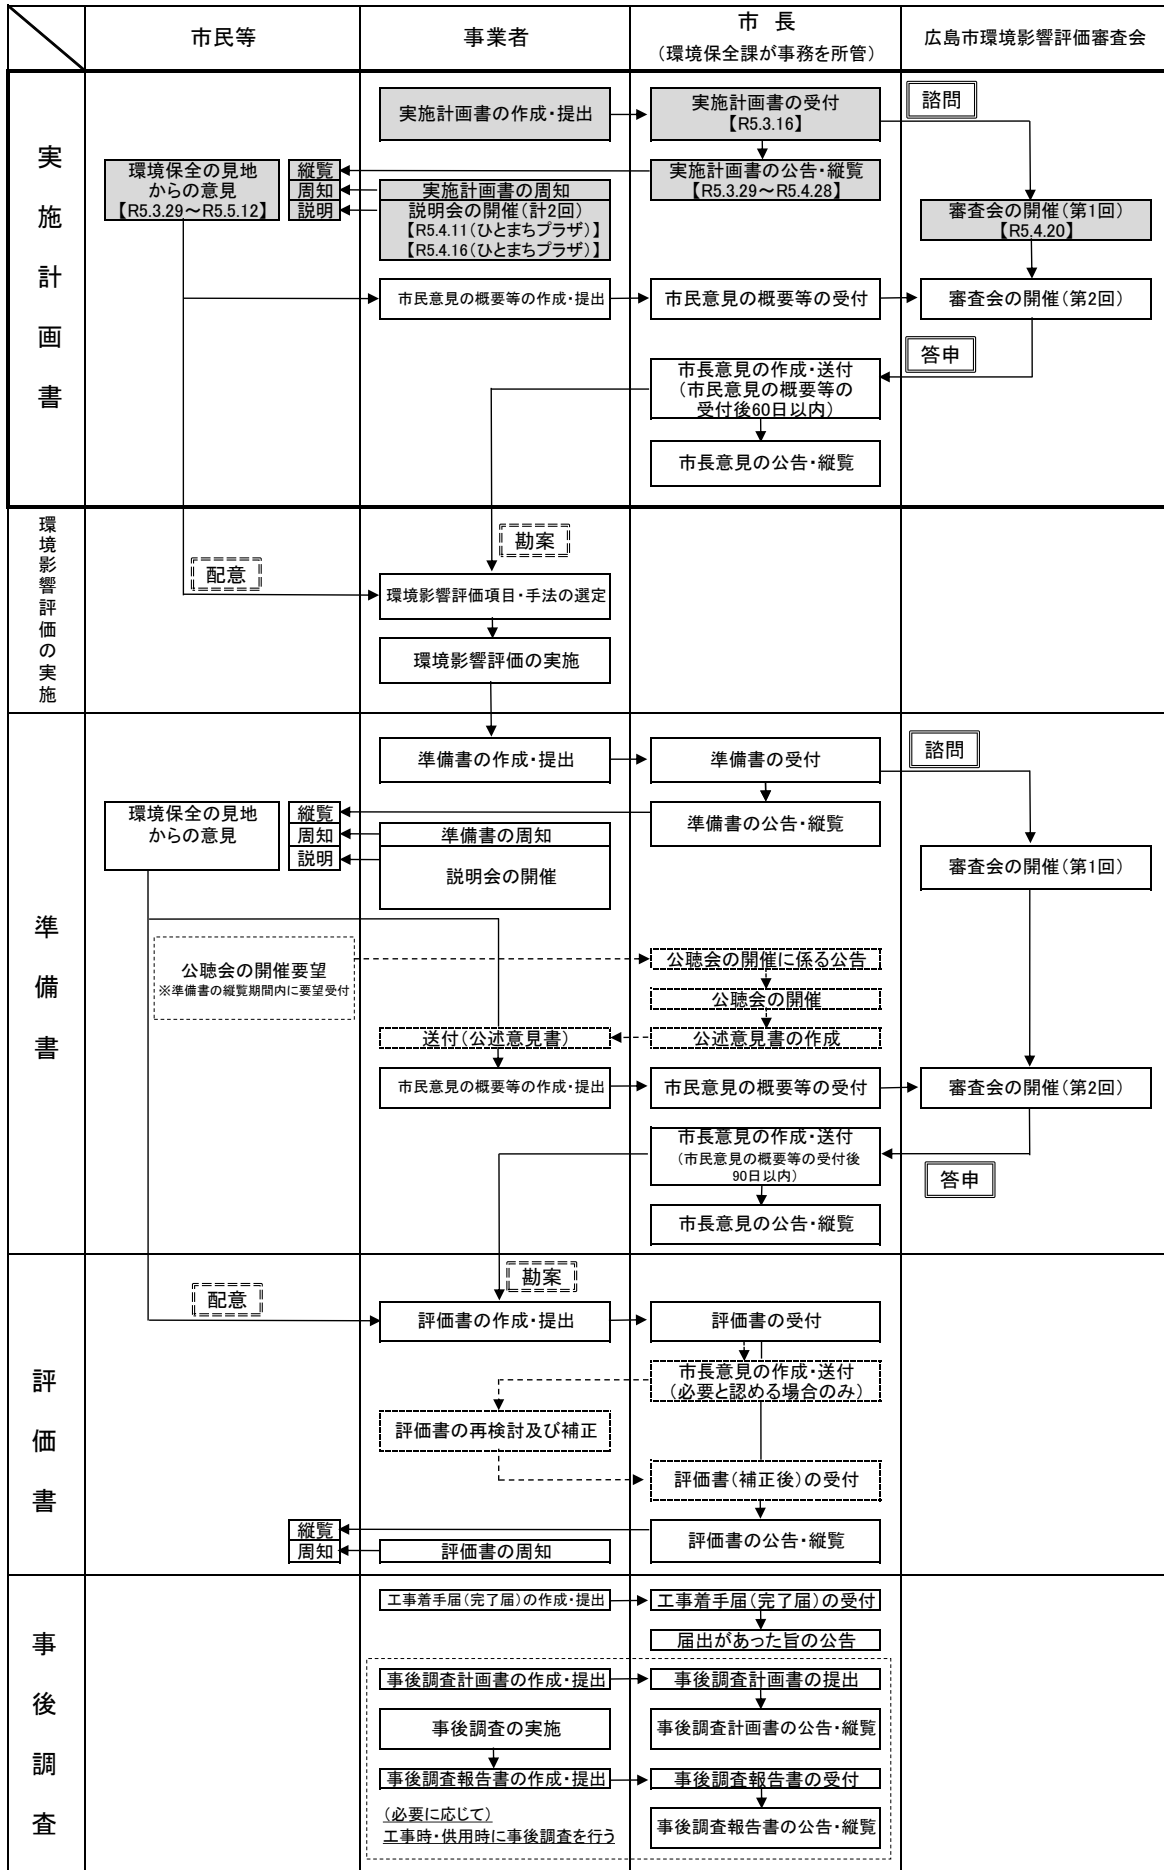 市民等
事業者
市 長
(環境保全課が事務を所管)
広島市環境影響評価審査会
実施計画書
実施計画書の作成・提出
実施計画書の受付
【R5.3.16】
諮問
環境保全の見地
からの意見
【R5.3.29～R5.5.12】
縦覧
周知
説明
実施計画書の周知
説明会の開催(計2回)
【R5.4.11(ひとまちプラザ)】
【R5.4.16(ひとまちプラザ)】
実施計画書の公告・縦覧
【R5.3.29～R5.4.28】
審査会の開催(第1回)
【R5.4.20】
市民意見の概要等の作成・提出
市民意見の概要等の受付
審査会の開催(第2回)
答申
市長意見の作成・送付
(市民意見の概要等の
受付後60日以内)
市長意見の公告・縦覧
環境影響評価の実施
配意
勘案
環境影響評価項目・手法の選定
環境影響評価の実施
準備書
準備書の作成・提出
準備書の受付
諮問
環境保全の見地
からの意見
縦覧
周知
説明
準備書の周知
説明会の開催
準備書の公告・縦覧
審査会の開催(第1回)
公聴会の開催要望
※準備書の縦覧期間内に要望受付
公聴会の開催に係る公告
公聴会の開催
送付(公述意見書)
公述意見書の作成
市民意見の概要等の作成・提出
市民意見の概要等の受付
審査会の開催(第2回)
市長意見の作成・送付
(市民意見の概要等の受付後
90日以内)
答申
市長意見の公告・縦覧
評価書
配意
勘案
評価書の作成・提出
評価書の受付
市長意見の作成・送付
(必要と認める場合のみ)
評価書の再検討及び補正
評価書(補正後)の受付
縦覧
周知
評価書の周知
評価書の公告・縦覧
事後調査
工事着手届(完了届)の作成・提出
工事着手届(完了届)の受付
届出があった旨の公告
事後調査計画書の作成・提出
事後調査計画書の提出
事後調査の実施
事後調査計画書の公告・縦覧
事後調査報告書の作成・提出
事後調査報告書の受付
(必要に応じて)
工事時・供用時に事後調査を行う
事後調査報告書の公告・縦覧